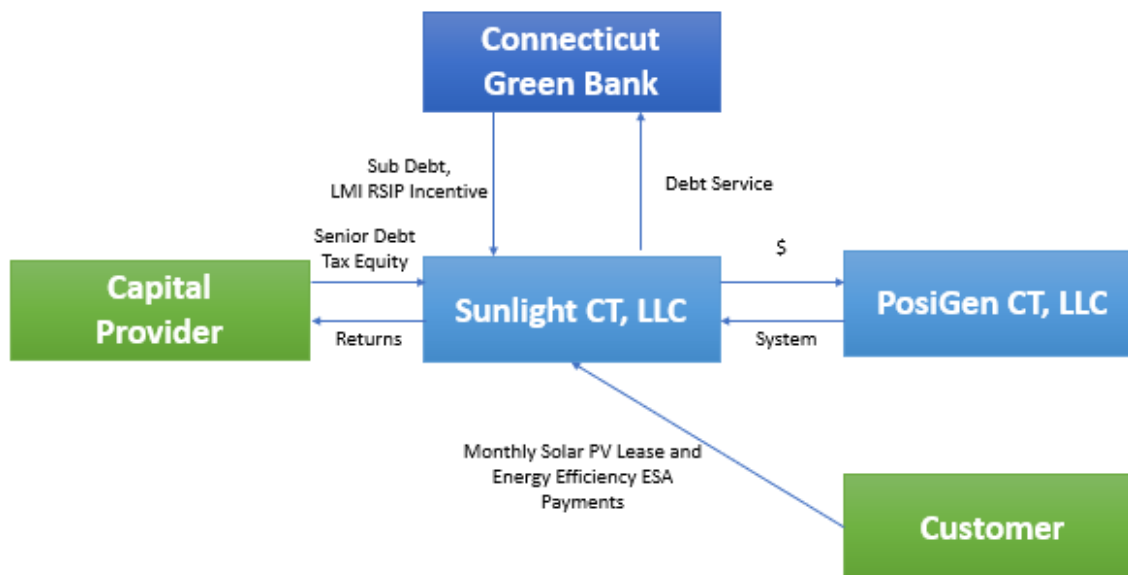 Connecticut
Green Bank
Sub Debt,
LMI RSIP Incentive
Debt Service
Senior Debt
Tax Equity
$
Capital
Provider
Sunlight CT, LLC
PosiGen CT, LLC
Returns
System
Monthly Solar PV Lease and
Energy Efficiency ESA
Payments
Customer